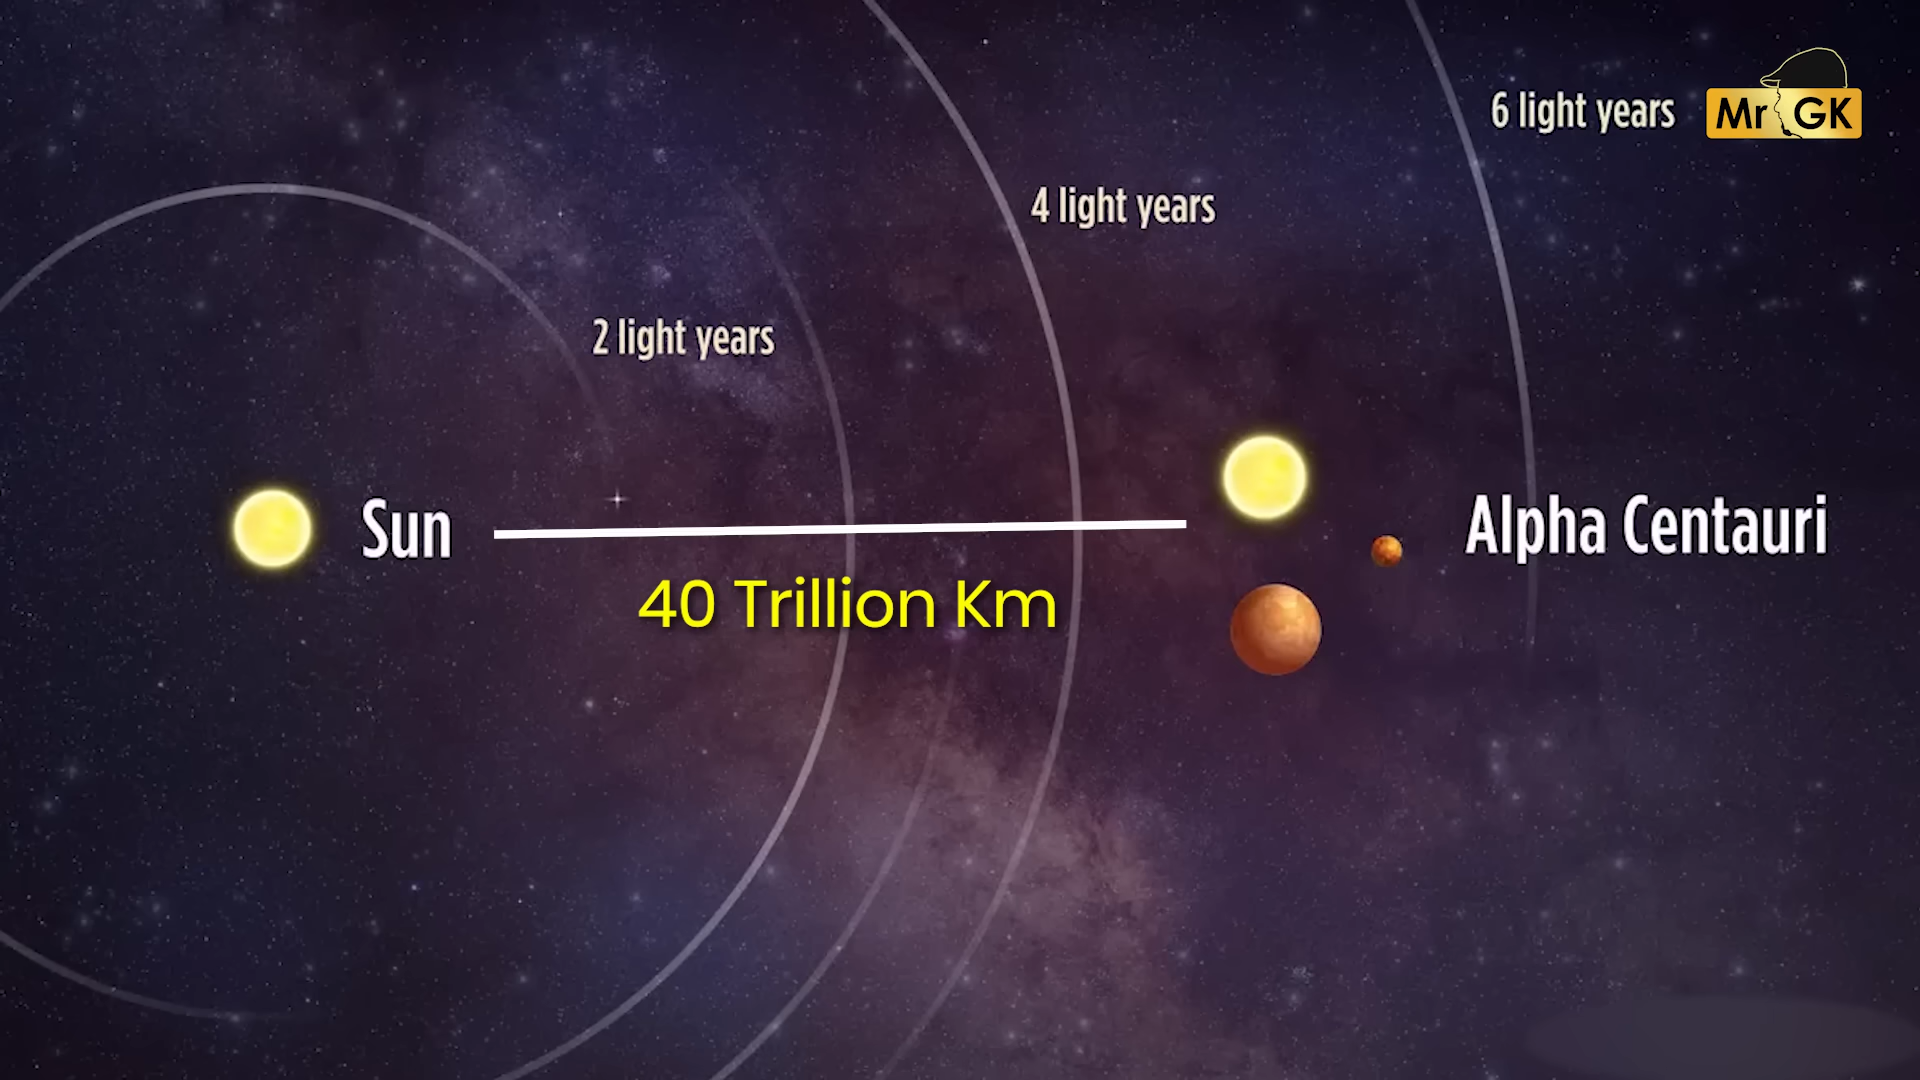 6 light years
Mr GK
4 light years
2 light years
Sun
Alpha Centauri
40 Trillion Km